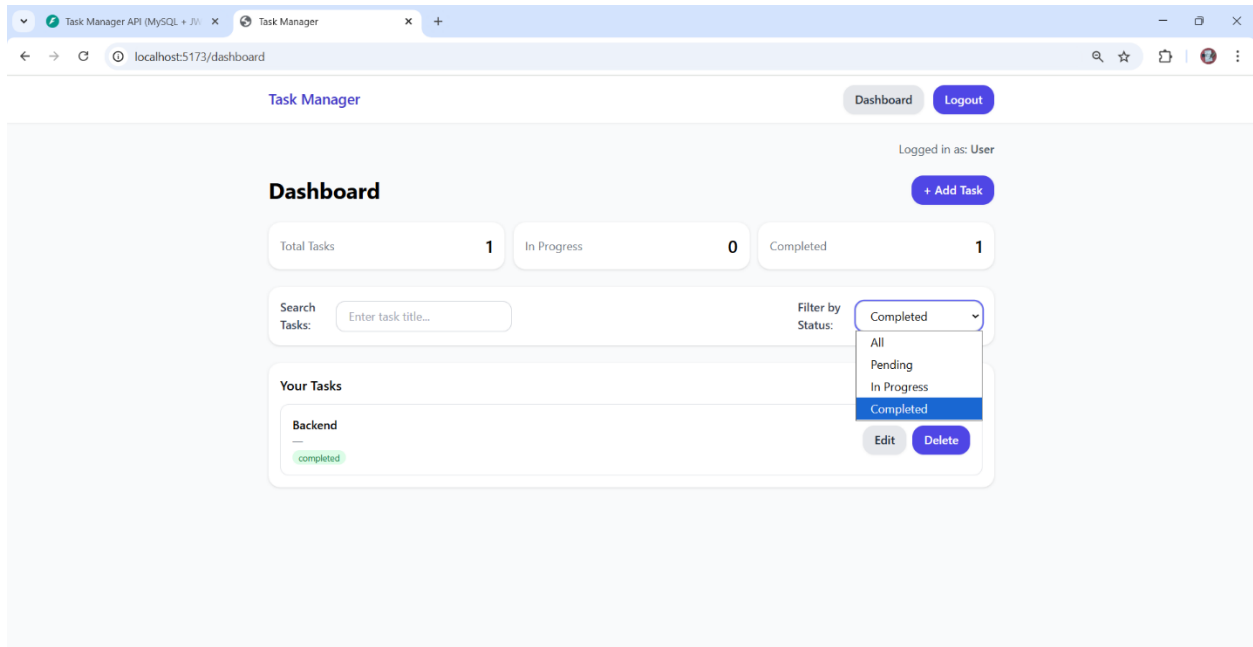 Task Manager API (MySQL + JW
Task Manager
localhost:5173/dashboard
Task Manager
Dashboard
Logout
Logged in as: User
Dashboard
+ Add Task
Total Tasks
1
In Progress
0
Completed
1
Search
Tasks:
Enter task title...
Filter by
Status:
Completed
All
Pending
In Progress
Completed
Your Tasks
Backend
—
completed
Edit
Delete